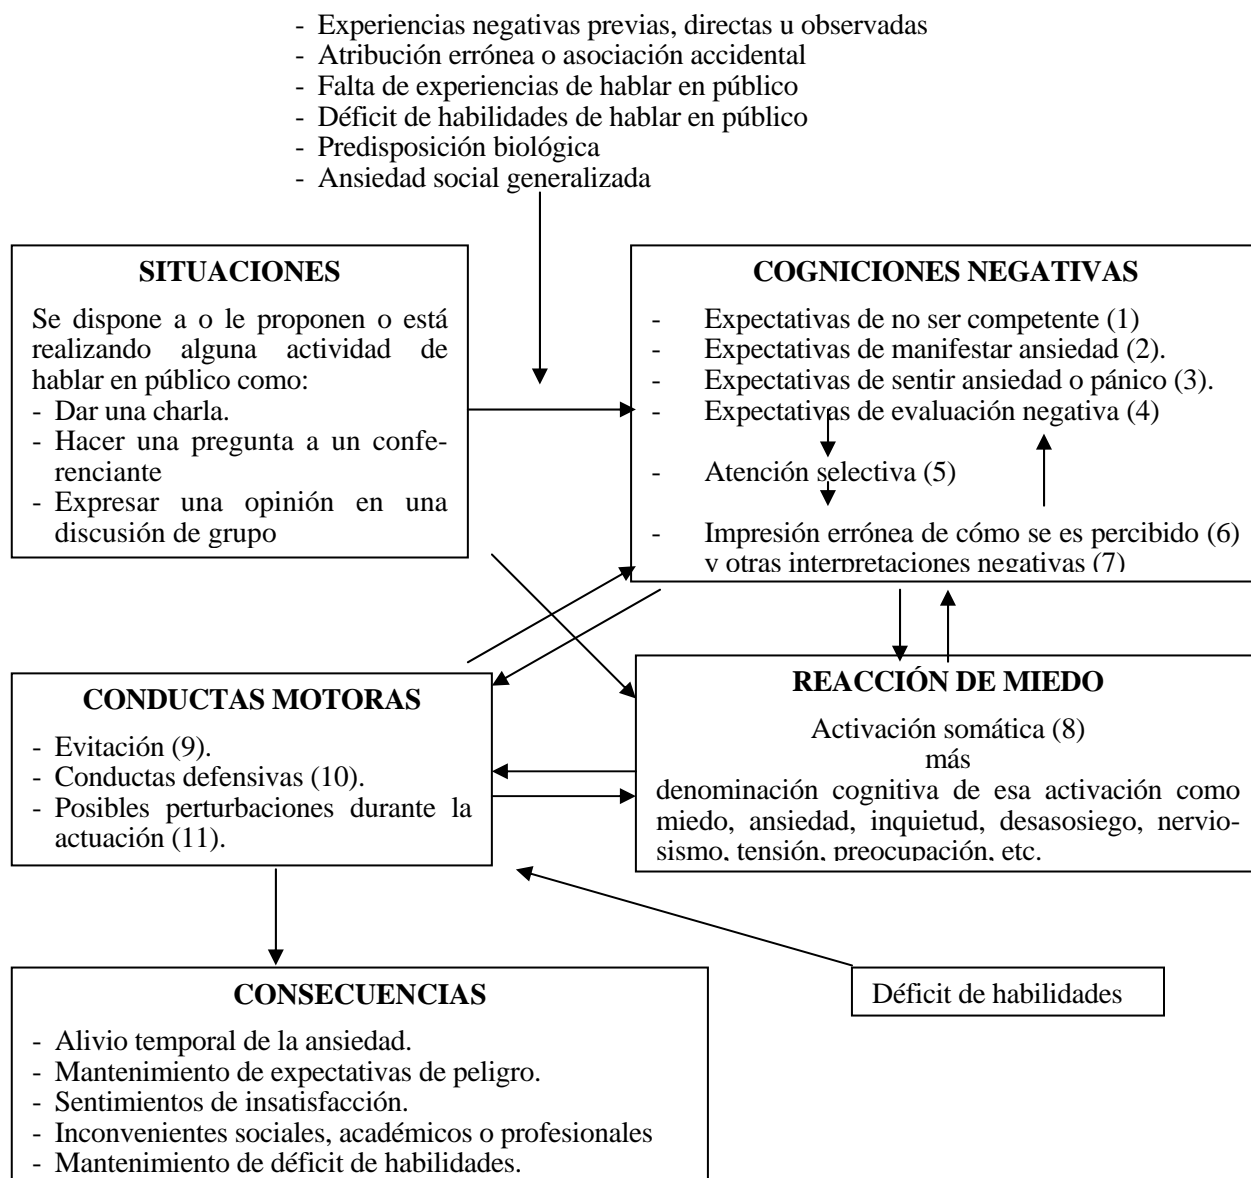 - Experiencias negativas previas, directas u observadas
- Atribución errónea o asociación accidental
- Falta de experiencias de hablar en público
- Déficit de habilidades de hablar en público
- Predisposición biológica
- Ansiedad social generalizada
SITUACIONES
Se dispone a o le proponen o está
realizando alguna actividad de
hablar en público como:
- Dar una charla.
- Hacer una pregunta a un confe-
renciante
- Expresar una opinión en una
discusión de grupo
COGNICIONES NEGATIVAS
- Expectativas de no ser competente (1)
- Expectativas de manifestar ansiedad (2).
- Expectativas de sentir ansiedad o pánico (3).
- Expectativas de evaluación negativa (4)
- Atención selectiva (5)
- Impresión errónea de cómo se es percibido (6)
y otras interpretaciones negativas (7)
CONDUCTAS MOTORAS
- Evitación (9).
- Conductas defensivas (10).
- Posibles perturbaciones durante la
actuación (11).
REACCIÓN DE MIEDO
Activación somática (8)
más
denominación cognitiva de esa activación como
miedo, ansiedad, inquietud, desasosiego, nervio-
sismo, tensión, preocupación, etc.
CONSECUENCIAS
- Alivio temporal de la ansiedad.
- Mantenimiento de expectativas de peligro.
- Sentimientos de insatisfacción.
- Inconvenientes sociales, académicos o profesionales
- Mantenimiento de déficit de habilidades.
Déficit de habilidades